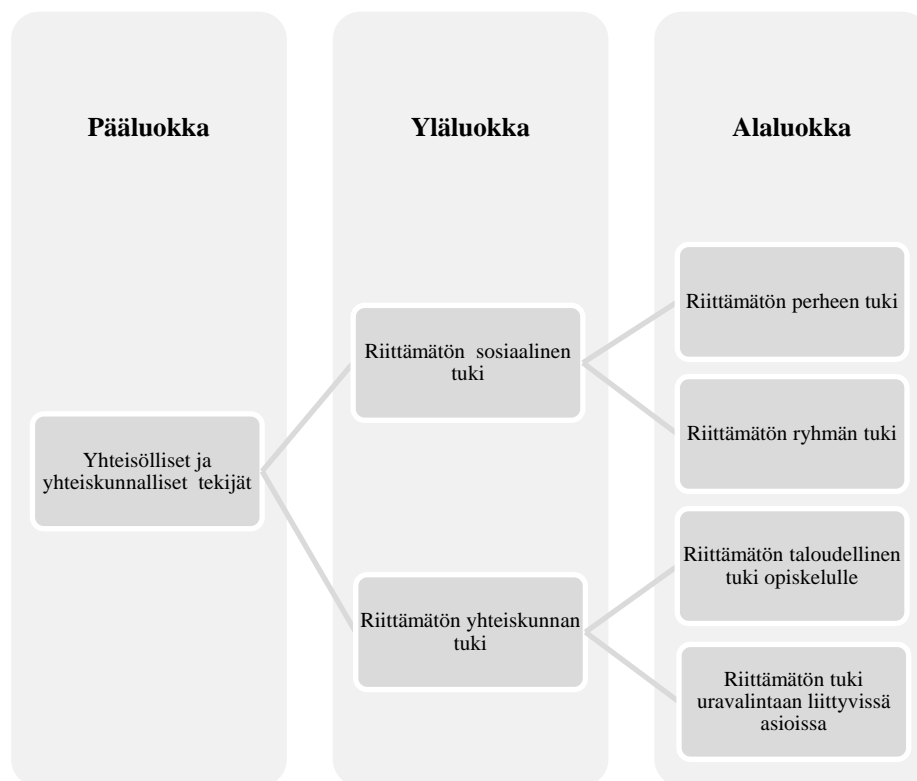 Pääluokka
Yläluokka
Alaluokka
Yhteisölliset ja
yhteiskunnalliset tekijät
Riittämätön sosiaalinen
tuki
Riittämätön yhteiskunnan
tuki
Riittämätön perheen tuki
Riittämätön ryhmän tuki
Riittämätön taloudellinen
tuki opiskelulle
Riittämätön tuki
uravalintaan liittyvissä
asioissa